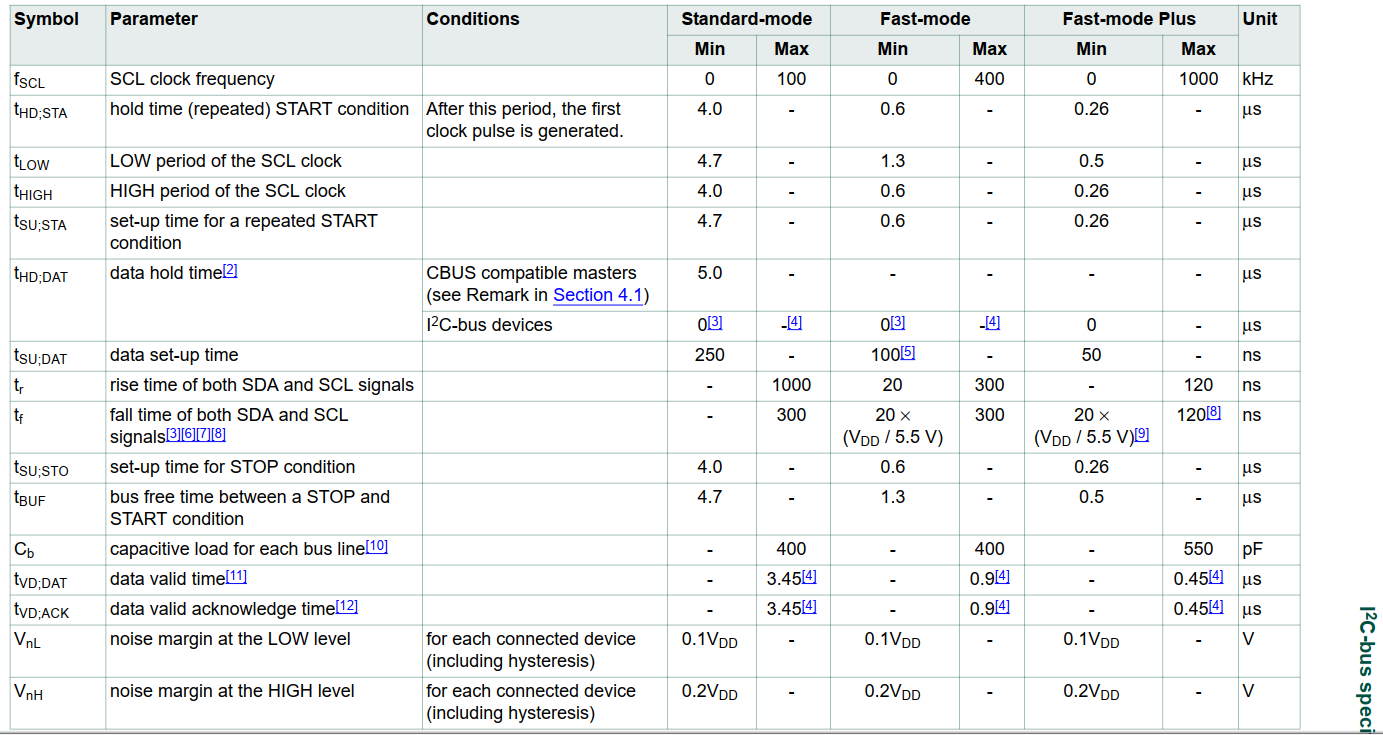 Symbol Parameter Conditions Standard-mode Fast-mode Fast-mode Plus Unit
Min Max Min Max Min Max
fSCL SCL clock frequency 0 100 0 400 0 1000 kHz
tHD;STA hold time (repeated) START condition After this period, the first 4.0 - 0.6 - 0.26 - μs
clock pulse is generated.
tLOW LOW period of the SCL clock 4.7 - 1.3 - 0.5 - μs
tHIGH HIGH period of the SCL clock 4.0 - 0.6 - 0.26 - μs
tSU;STA set-up time for a repeated START 4.7 - 0.6 - 0.26 - μs
condition
tHD;DAT data hold time[2] CBUS compatible masters 5.0 - - - - - μs
(see Remark in Section 4.1)
I2C-bus devices 0[3] -[4] 0[3] -[4] 0 - μs
tSU;DAT data set-up time 250 - 100[5] - 50 - ns
tr rise time of both SDA and SCL signals - 1000 20 300 - 120 ns
tf fall time of both SDA and SCL - 300 20 × 300 20 × 120[8] ns
signals[3][6][7][8] (VDD / 5.5 V) (VDD / 5.5 V)[9]
tSU;STO set-up time for STOP condition 4.0 - 0.6 - 0.26 - μs
tBUF bus free time between a STOP and 4.7 - 1.3 - 0.5 - μs
START condition
Cb capacitive load for each bus line[10] - 400 - 400 - 550 pF
tVD;DAT data valid time[11] - 3.45[4] - 0.9[4] - 0.45[4] μs
tVD;ACK data valid acknowledge time[12] - 3.45[4] - 0.9[4] - 0.45[4] μs
VnL noise margin at the LOW level for each connected device 0.1VDD - 0.1VDD - 0.1VDD - V
(including hysteresis)
VnH noise margin at the HIGH level for each connected device 0.2VDD - 0.2VDD - 0.2VDD - V
(including hysteresis)
I2C-bus speci